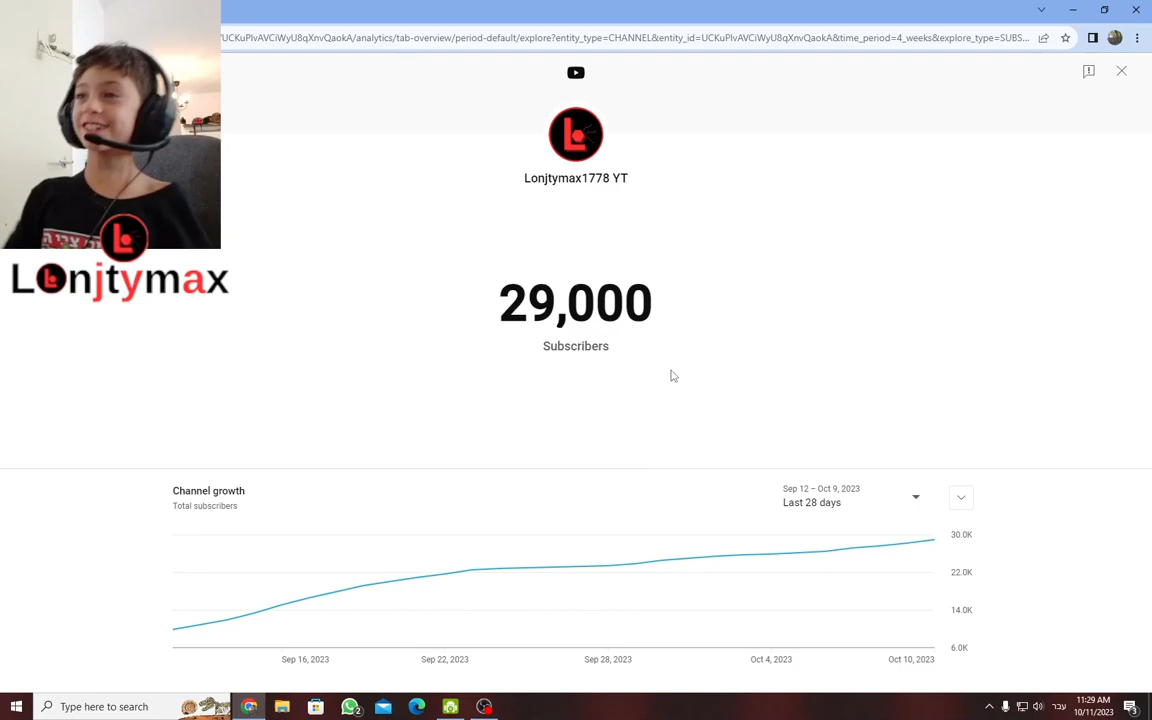 UCKuPlvAVCiWyU8qXnvQaokA/analytics/tab-overview/period-default/explore?entity_type=CHANNEL&entity_id=UCKuPlvAVCiWyU8qXnvQaokA&time_period=4_weeks&explore_type=SUBS...
Lonjtymax1778 YT
Lonjtymax
29,000
Subscribers
Channel growth
Total subscribers
Sep 12 – Oct 9, 2023
Last 28 days
30.0K
22.0K
14.0K
6.0K
Sep 16, 2023
Sep 22, 2023
Sep 28, 2023
Oct 4, 2023
Oct 10, 2023
Type here to search
2
עבר
11:29 AM
10/11/2023
3